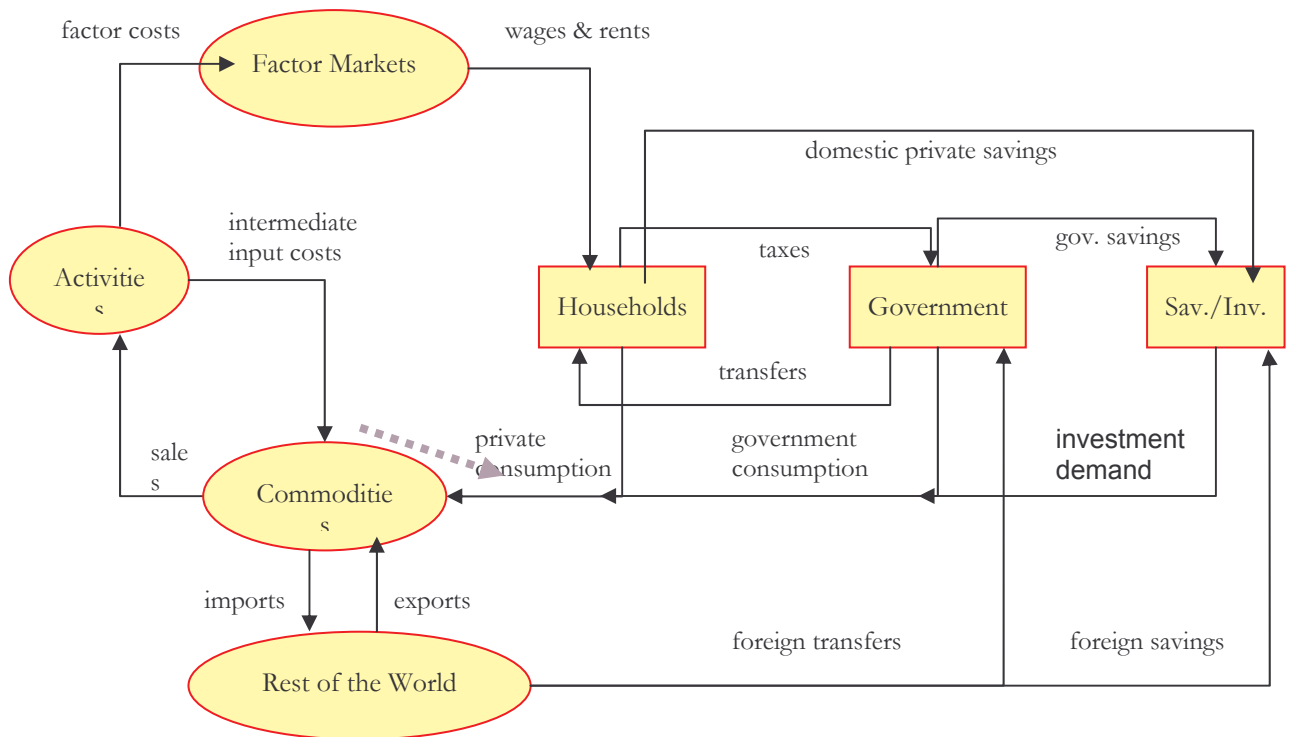 factor costs
wages & rents
Factor Markets
domestic private savings
intermediate
input costs
taxes
gov. savings
Activitie
s
Households
Government
Sav./Inv.
transfers
sale
s
private
consumption
government
consumption
investment
demand
Commoditie
s
imports
exports
foreign transfers
foreign savings
Rest of the World